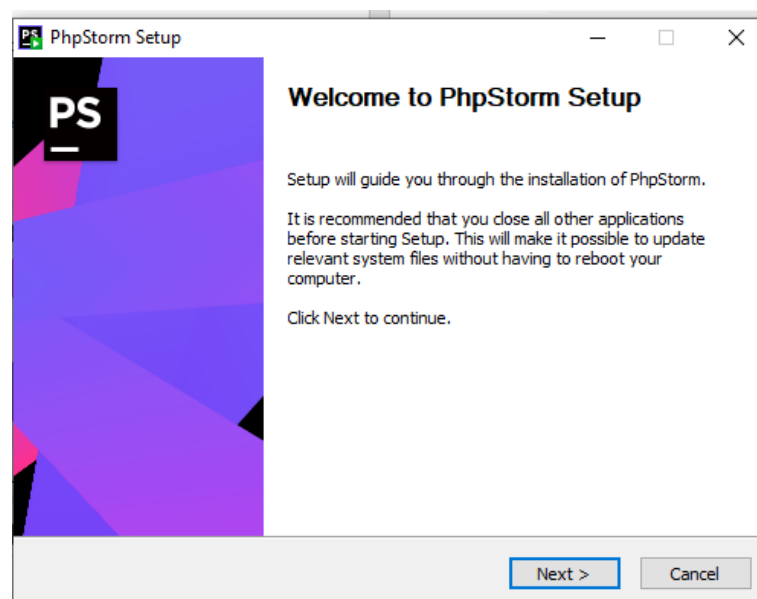 PhpStorm Setup
PS
Welcome to PhpStorm Setup
Setup will guide you through the installation of PhpStorm.
It is recommended that you close all other applications
before starting Setup. This will make it possible to update
relevant system files without having to reboot your
computer.
Click Next to continue.
Next >
Cancel